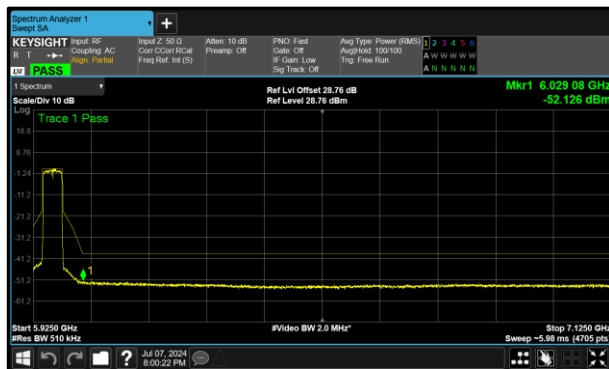 Spectrum Analyzer 1
Swept SA
KEYSIGHT
R T
LXI
PASS
Input: RF
Coupling: AC
Align: Partial
Input Z: 50 Ω
Corr CCorr RCal
Freq Ref: Int (S)
Atten: 10 dB
Preamp: Off
PNO: Fast
Gate: Off
IF Gain: Low
Sig Track: Off
Avg Type: Power (RMS)
Avg|Hold: 100/100
Trig: Free Run
1 2 3 4 5 6
A W W W W W
A N N N N N
1 Spectrum
Scale/Div 10 dB
Ref Lvl Offset 28.76 dB
Ref Level 28.76 dBm
Mkr1 6.029 08 GHz
-52.126 dBm
Log
Trace 1 Pass
18.8
8.76
-1.24
-11.2
-21.2
-31.2
-41.2
-51.2
-61.2
1
Start 5.9250 GHz
#Res BW 510 kHz
#Video BW 2.0 MHz*
Stop 7.1250 GHz
Sweep ~5.98 ms (4705 pts)
?
Jul 07, 2024
8:00:22 PM